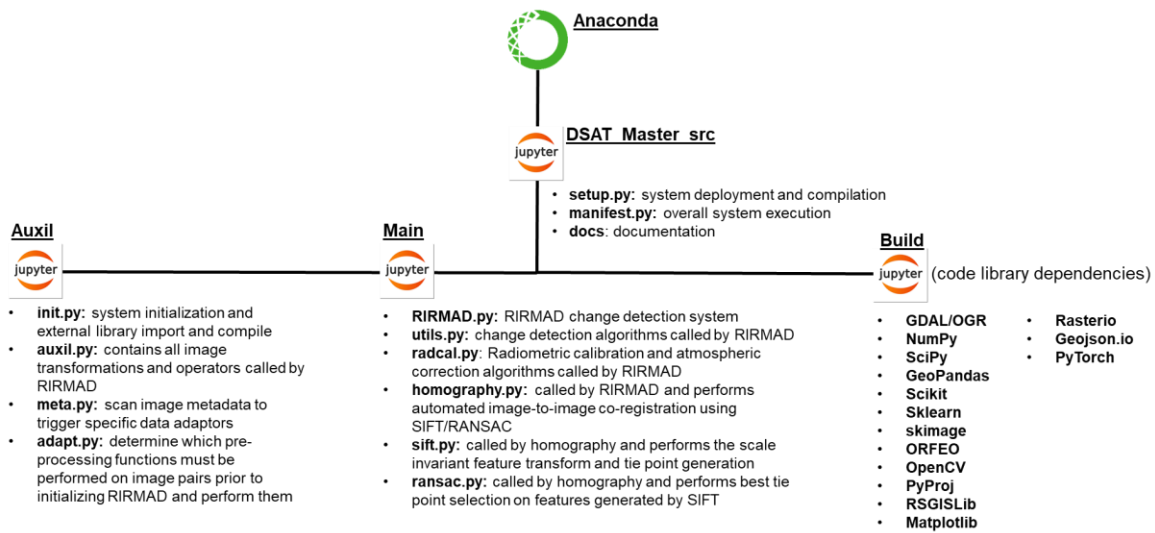 Anaconda
DSAT_Master_src
jupyter
• setup.py: system deployment and compilation
• manifest.py: overall system execution
• docs: documentation
Auxil
jupyter
• init.py: system initialization and
external library import and compile
• auxil.py: contains all image
transformations and operators called by
RIRMAD
• meta.py: scan image metadata to
trigger specific data adaptors
• adapt.py: determine which pre-
processing functions must be
performed on image pairs prior to
initializing RIRMAD and perform them
Main
jupyter
• RIRMAD.py: RIRMAD change detection system
• utils.py: change detection algorithms called by RIRMAD
• radcal.py: Radiometric calibration and atmospheric
correction algorithms called by RIRMAD
• homography.py: called by RIRMAD and performs
automated image-to-image co-registration using
SIFT/RANSAC
• sift.py: called by homography and performs the scale
invariant feature transform and tie point generation
• ransac.py: called by homography and performs best tie
point selection on features generated by SIFT
Build
jupyter (code library dependencies)
• GDAL/OGR
• NumPy
• SciPy
• GeoPandas
• Scikit
• Sklearn
• skimage
• ORFEO
• OpenCV
• PyProj
• RSGISLib
• Matplotlib
• Rasterio
• Geojson.io
• PyTorch